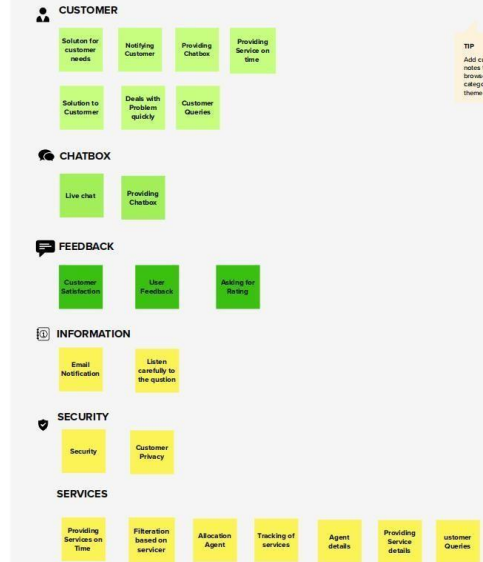 CUSTOMER
Soluton for
customer
needs
Notifying
Customer
Providing
Chatbox
Providing
Service on
time
TIP
Solution to
Custormer
Deals with
Problem
quickly
Customer
Queries
CHATBOX
Live chat
Providing
Chatbox
FEEDBACK
Customer
Satisfaction
User
Feedback
Asking for
Rating
INFORMATION
Email
Notification
Listen
carefully to
the qustion
SECURITY
Security
Customer
Privacy
SERVICES
Providing
Services on
Time
Filteration
based on
servicer
Allocation
Agent
Tracking of
services
Agent
details
Providing
Service
details
ustomer
Queries